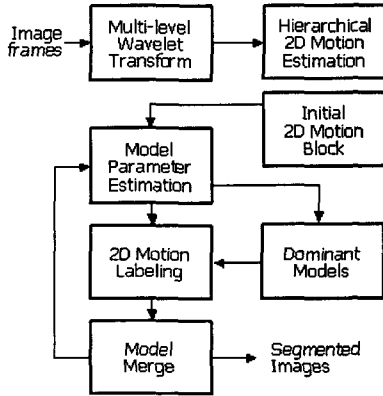 Image
frames
Multi-level
Wavelet
Transform
Hierarchical
2D Motion
Estimation
Initial
2D Motion
Block
Model
Parameter
Estimation
2D Motion
Labeling
Dominant
Models
Model
Merge
Segmented
Images